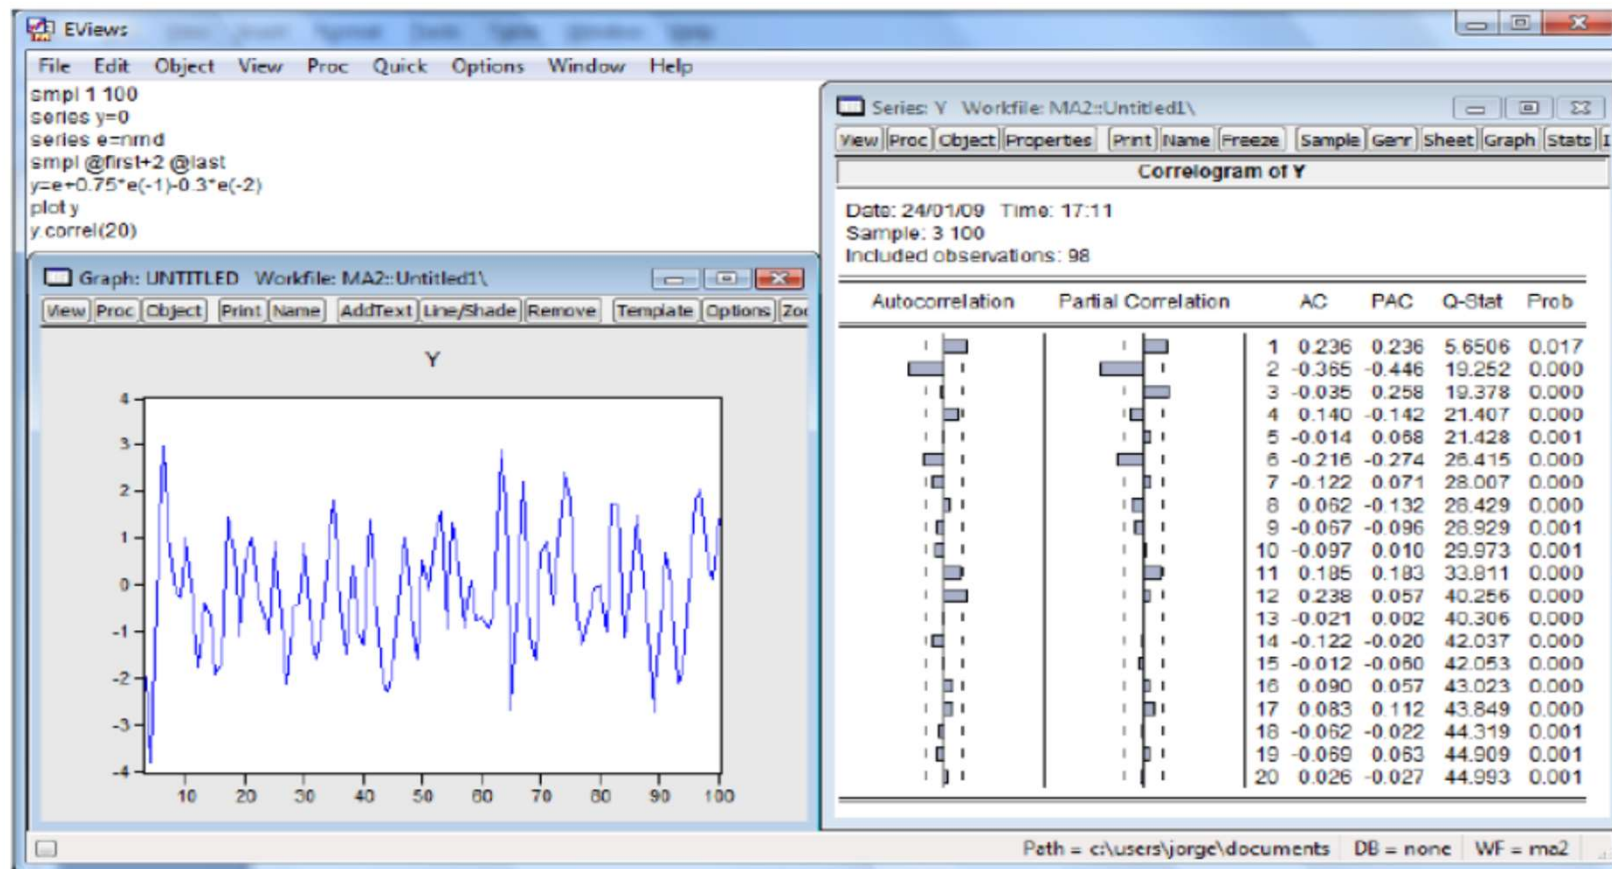 EViews
File Edit Object View Proc Quick Options Window Help
smpl 1 100
series y=0
series e=nrnd
smpl @first+2 @last
y=e+0.75*e(-1)-0.3*e(-2)
plot y
y.correl(20)
Graph: UNTITLED Workfile: MA2::Untitled1\
View Proc Object Print Name AddText Line/Shade Remove Template Options Zoo
Y
4
3
2
1
0
-1
-2
-3
-4
10 20 30 40 50 60 70 80 90 100
Series: Y Workfile: MA2::Untitled1\
View Proc Object Properties Print Name Freeze Sample Genr Sheet Graph Stats I
Correlogram of Y
Date: 24/01/09 Time: 17:11
Sample: 3 100
Included observations: 98
Autocorrelation Partial Correlation AC PAC Q-Stat Prob
1 0.236 0.236 5.6506 0.017
2 -0.365 -0.446 19.252 0.000
3 -0.035 0.258 19.378 0.000
4 0.140 -0.142 21.407 0.000
5 -0.014 0.068 21.428 0.001
6 -0.216 -0.274 26.415 0.000
7 -0.122 0.071 28.007 0.000
8 0.062 -0.132 28.429 0.000
9 -0.067 -0.096 28.929 0.001
10 -0.097 0.010 29.973 0.001
11 0.185 0.183 33.811 0.000
12 0.238 0.057 40.256 0.000
13 -0.021 0.002 40.306 0.000
14 -0.122 -0.020 42.037 0.000
15 -0.012 -0.060 42.053 0.000
16 0.090 0.057 43.023 0.000
17 0.083 0.112 43.849 0.000
18 -0.062 -0.022 44.319 0.001
19 -0.069 0.063 44.909 0.001
20 0.026 -0.027 44.993 0.001
Path = c:\users\jorge\documents DB = none WF = ma2